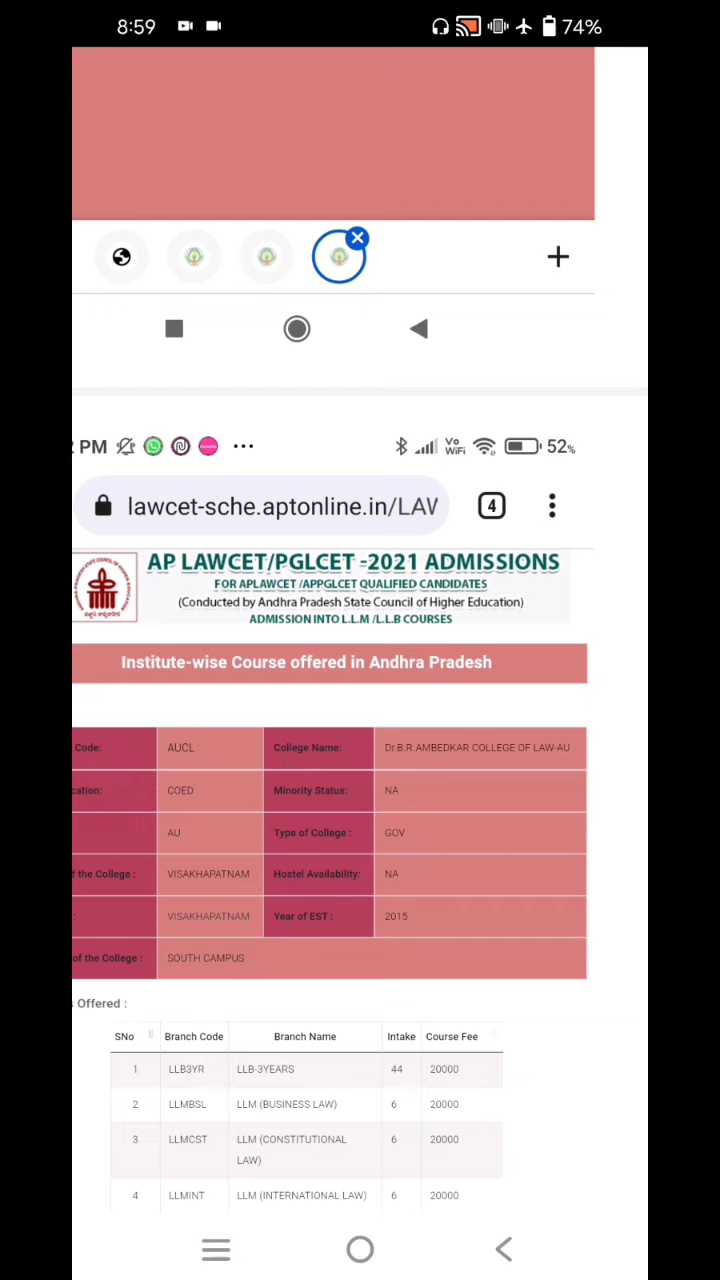 8:59 74%
PM ... 52%
Vo WiFi
lawcet-sche.aptonline.in/LAV 4
AP LAWCET/PGLCET -2021 ADMISSIONS
FOR APLAWCET /APPGLCET QUALIFIED CANDIDATES
(Conducted by Andhra Pradesh State Council of Higher Education)
ADMISSION INTO L.L.M /L.L.B COURSES
Institute-wise Course offered in Andhra Pradesh
Code: AUCL College Name: Dr.B.R.AMBEDKAR COLLEGE OF LAW-AU
cation: COED Minority Status: NA
AU Type of College : GOV
f the College : VISAKHAPATNAM Hostel Availability: NA
: VISAKHAPATNAM Year of EST : 2015
of the College : SOUTH CAMPUS
s Offered :
SNo Branch Code Branch Name Intake Course Fee
1 LLB3YR LLB-3YEARS 44 20000
2 LLMBSL LLM (BUSINESS LAW) 6 20000
3 LLMCST LLM (CONSTITUTIONAL LAW) 6 20000
4 LLMINT LLM (INTERNATIONAL LAW) 6 20000